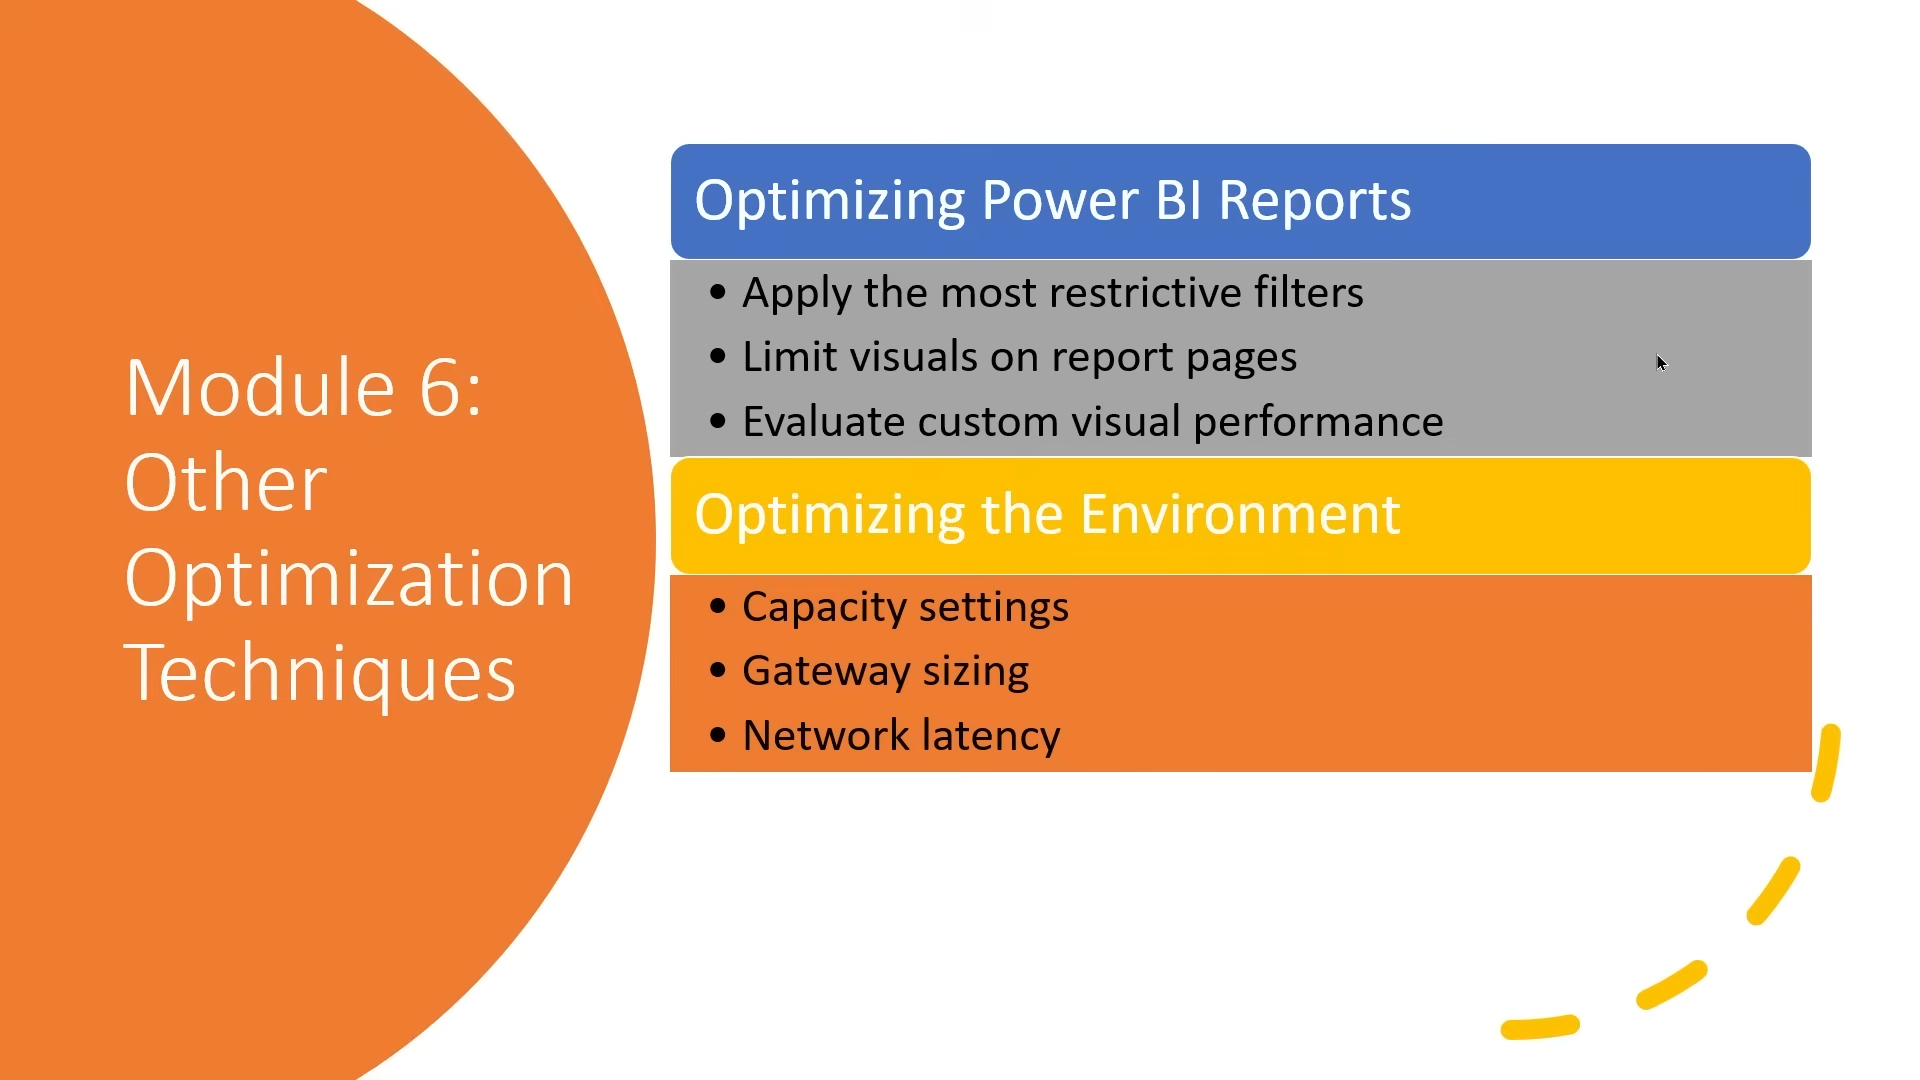 Module 6:
Other
Optimization
Techniques
Optimizing Power BI Reports
• Apply the most restrictive filters
• Limit visuals on report pages
• Evaluate custom visual performance
Optimizing the Environment
• Capacity settings
• Gateway sizing
• Network latency